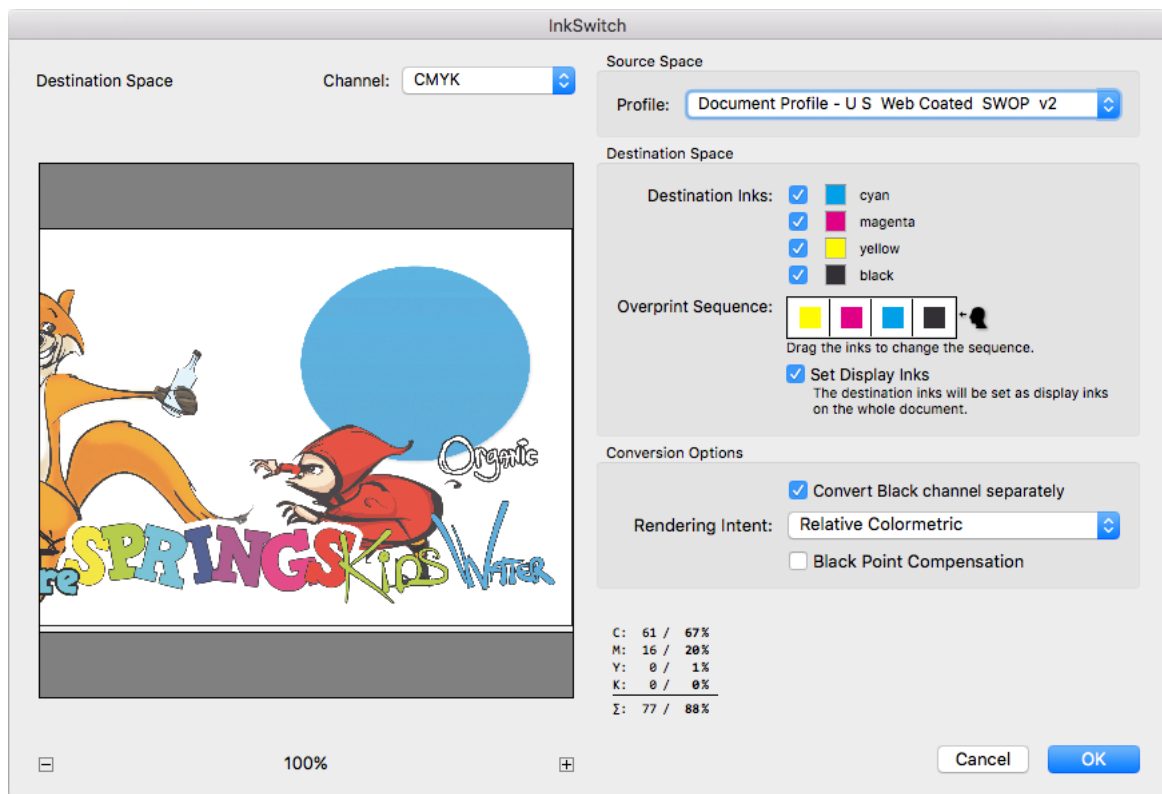 InkSwitch
Destination Space
Channel: CMYK
Organic
re SPRINGS Kids Water
100%
Source Space
Profile: Document Profile - U S Web Coated SWOP v2
Destination Space
Destination Inks: cyan
magenta
yellow
black
Overprint Sequence:
Drag the inks to change the sequence.
Set Display Inks
The destination inks will be set as display inks
on the whole document.
Conversion Options
Convert Black channel separately
Rendering Intent: Relative Colormetric
Black Point Compensation
C: 61 / 67%
M: 16 / 20%
Y: 0 / 1%
K: 0 / 0%
Σ: 77 / 88%
Cancel OK